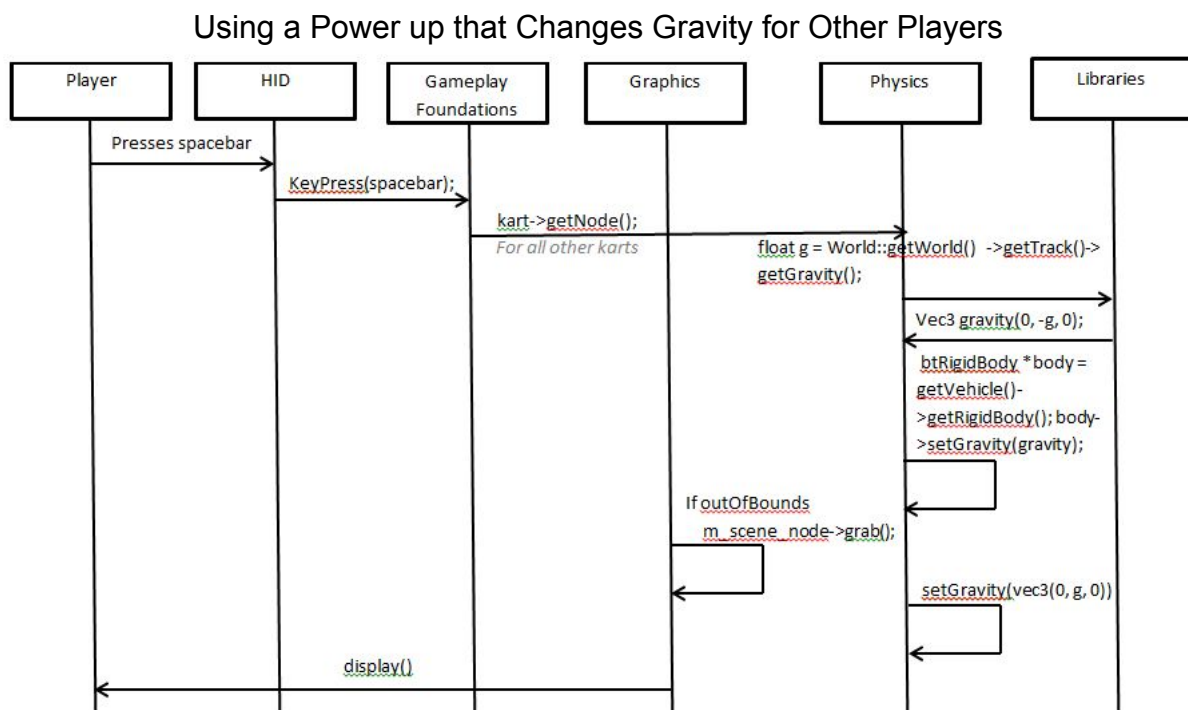 Using a Power up that Changes Gravity for Other Players
Player
HID
Gameplay
Foundations
Graphics
Physics
Libraries
Presses spacebar
KeyPress(spacebar);
kart->getNode();
For all other karts
float g = World::getWorld() ->getTrack()->
getGravity();
Vec3 gravity(0, -g, 0);
btRigidBody *body =
getVehicle()-
>getRigidBody(); body-
>setGravity(gravity);
If outOfBounds
m_scene_node->grab();
setGravity(vec3(0, g, 0))
display()